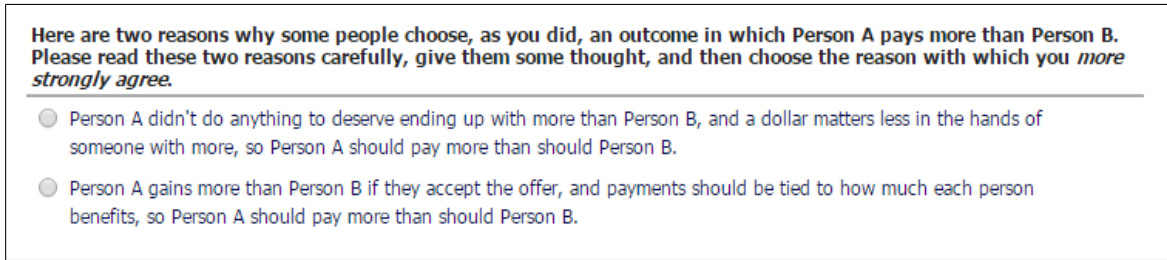 Here are two reasons why some people choose, as you did, an outcome in which Person A pays more than Person B.
Please read these two reasons carefully, give them some thought, and then choose the reason with which you more
strongly agree.
Person A didn't do anything to deserve ending up with more than Person B, and a dollar matters less in the hands of
someone with more, so Person A should pay more than should Person B.
Person A gains more than Person B if they accept the offer, and payments should be tied to how much each person
benefits, so Person A should pay more than should Person B.